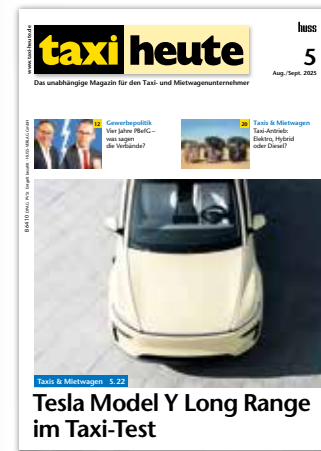 www.taxi-heute.de
huss
taxi heute
5
Aug./Sept. 2025
Das unabhängige Magazin für den Taxi- und Mietwagenunternehmer
12
Gewerbepolitik
Vier Jahre PBefG –
was sagen
die Verbände?
20
Taxis & Mietwagen
Taxi-Antrieb:
Elektro, Hybrid
oder Diesel?
Taxis & Mietwagen S. 22
Tesla Model Y Long Range
im Taxi-Test